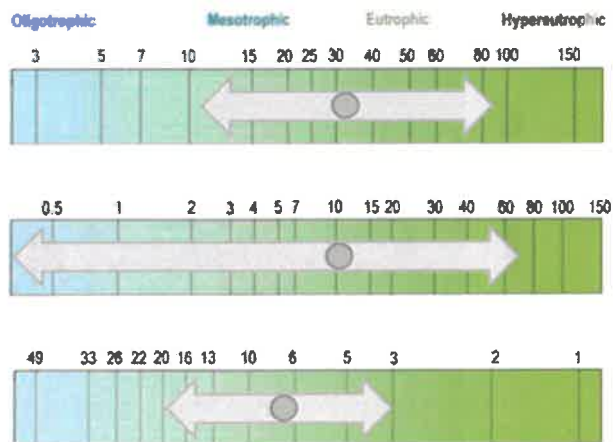 Oligotrophic Mesotrophic Eutrophic Hypereutrophic
3 5 7 10 15 20 25 30 40 50 60 80 100 150
0.5 1 2 3 4 5 7 10 15 20 30 40 60 80 100 150
49 33 26 22 20 16 13 10 6 5 3 2 1